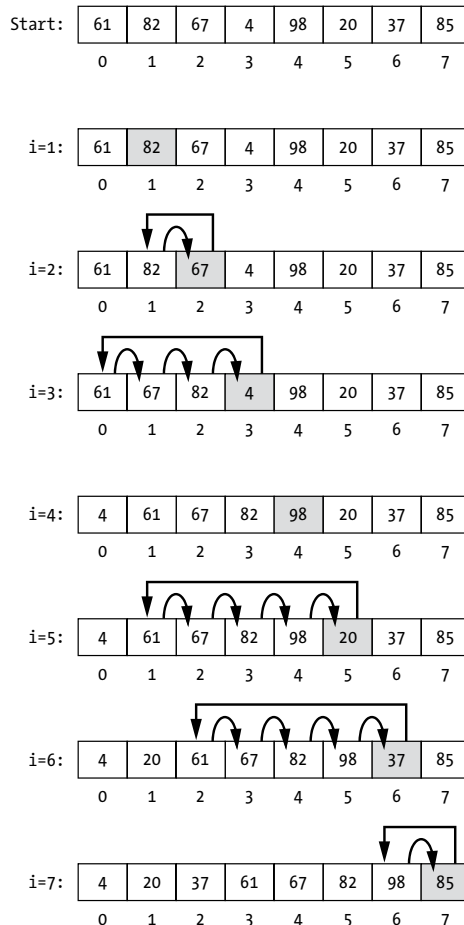 Start: 61 82 67 4 98 20 37 85
0 1 2 3 4 5 6 7
i=1: 61 82 67 4 98 20 37 85
0 1 2 3 4 5 6 7
i=2: 61 82 67 4 98 20 37 85
0 1 2 3 4 5 6 7
i=3: 61 67 82 4 98 20 37 85
0 1 2 3 4 5 6 7
i=4: 4 61 67 82 98 20 37 85
0 1 2 3 4 5 6 7
i=5: 4 61 67 82 98 20 37 85
0 1 2 3 4 5 6 7
i=6: 4 20 61 67 82 98 37 85
0 1 2 3 4 5 6 7
i=7: 4 20 37 61 67 82 98 85
0 1 2 3 4 5 6 7